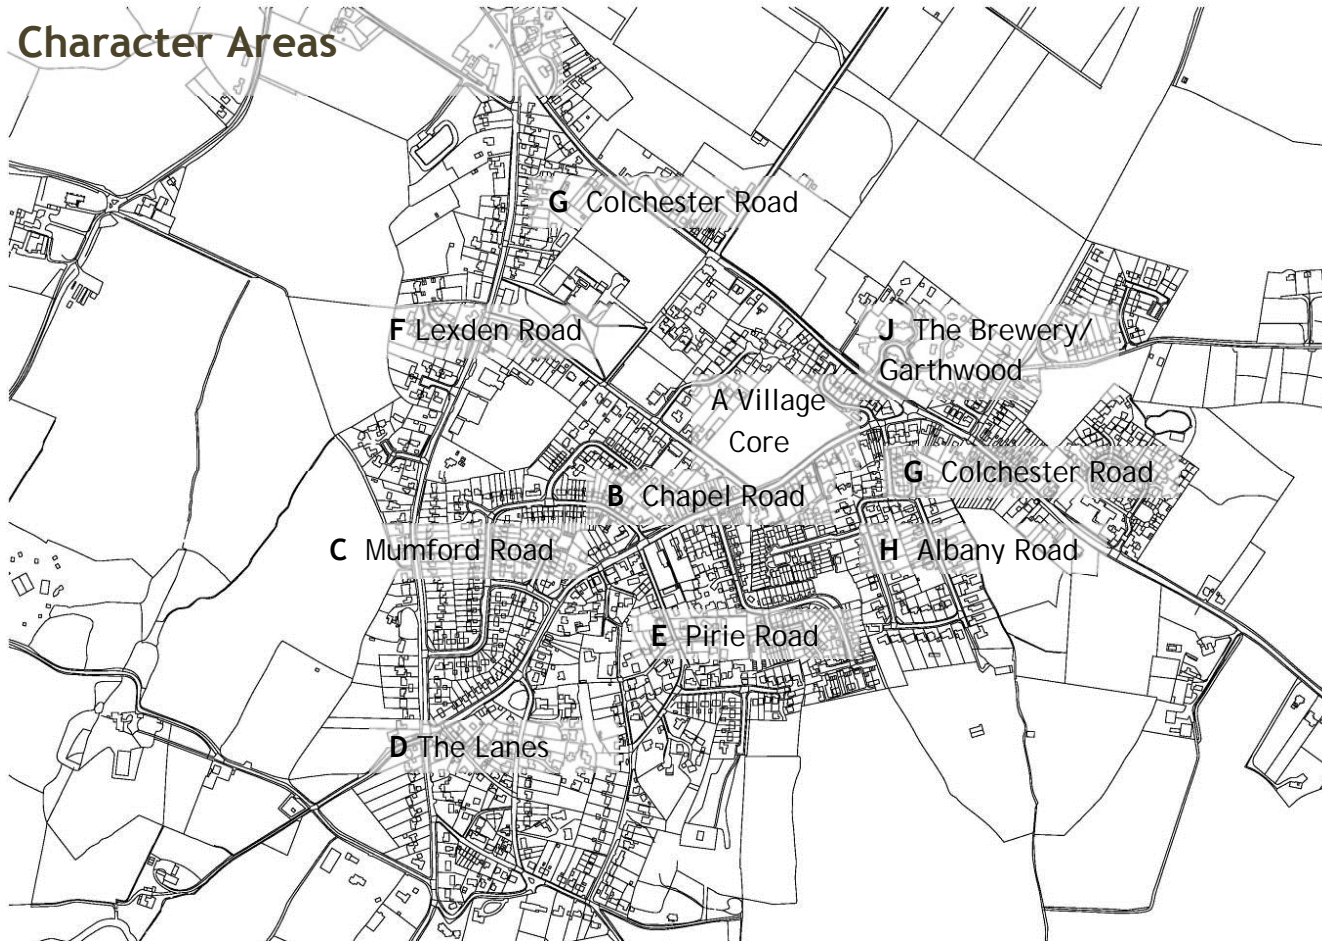 Character Areas
G Colchester Road
F Lexden Road
J The Brewery/
Garthwood
A Village
Core
G Colchester Road
B Chapel Road
C Mumford Road
H Albany Road
E Pirie Road
D The Lanes